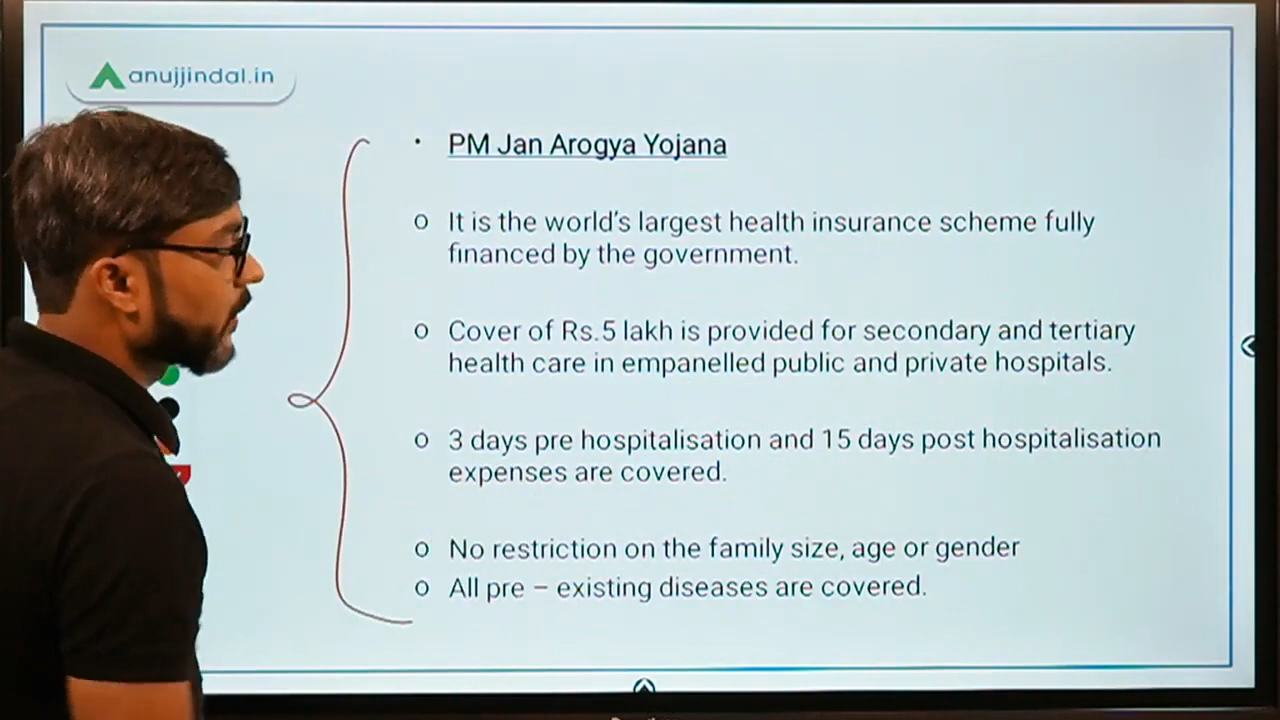 anujjindal.in
• PM Jan Arogya Yojana
o It is the world's largest health insurance scheme fully
financed by the government.
o Cover of Rs.5 lakh is provided for secondary and tertiary
health care in empanelled public and private hospitals.
o 3 days pre hospitalisation and 15 days post hospitalisation
expenses are covered.
o No restriction on the family size, age or gender
o All pre – existing diseases are covered.